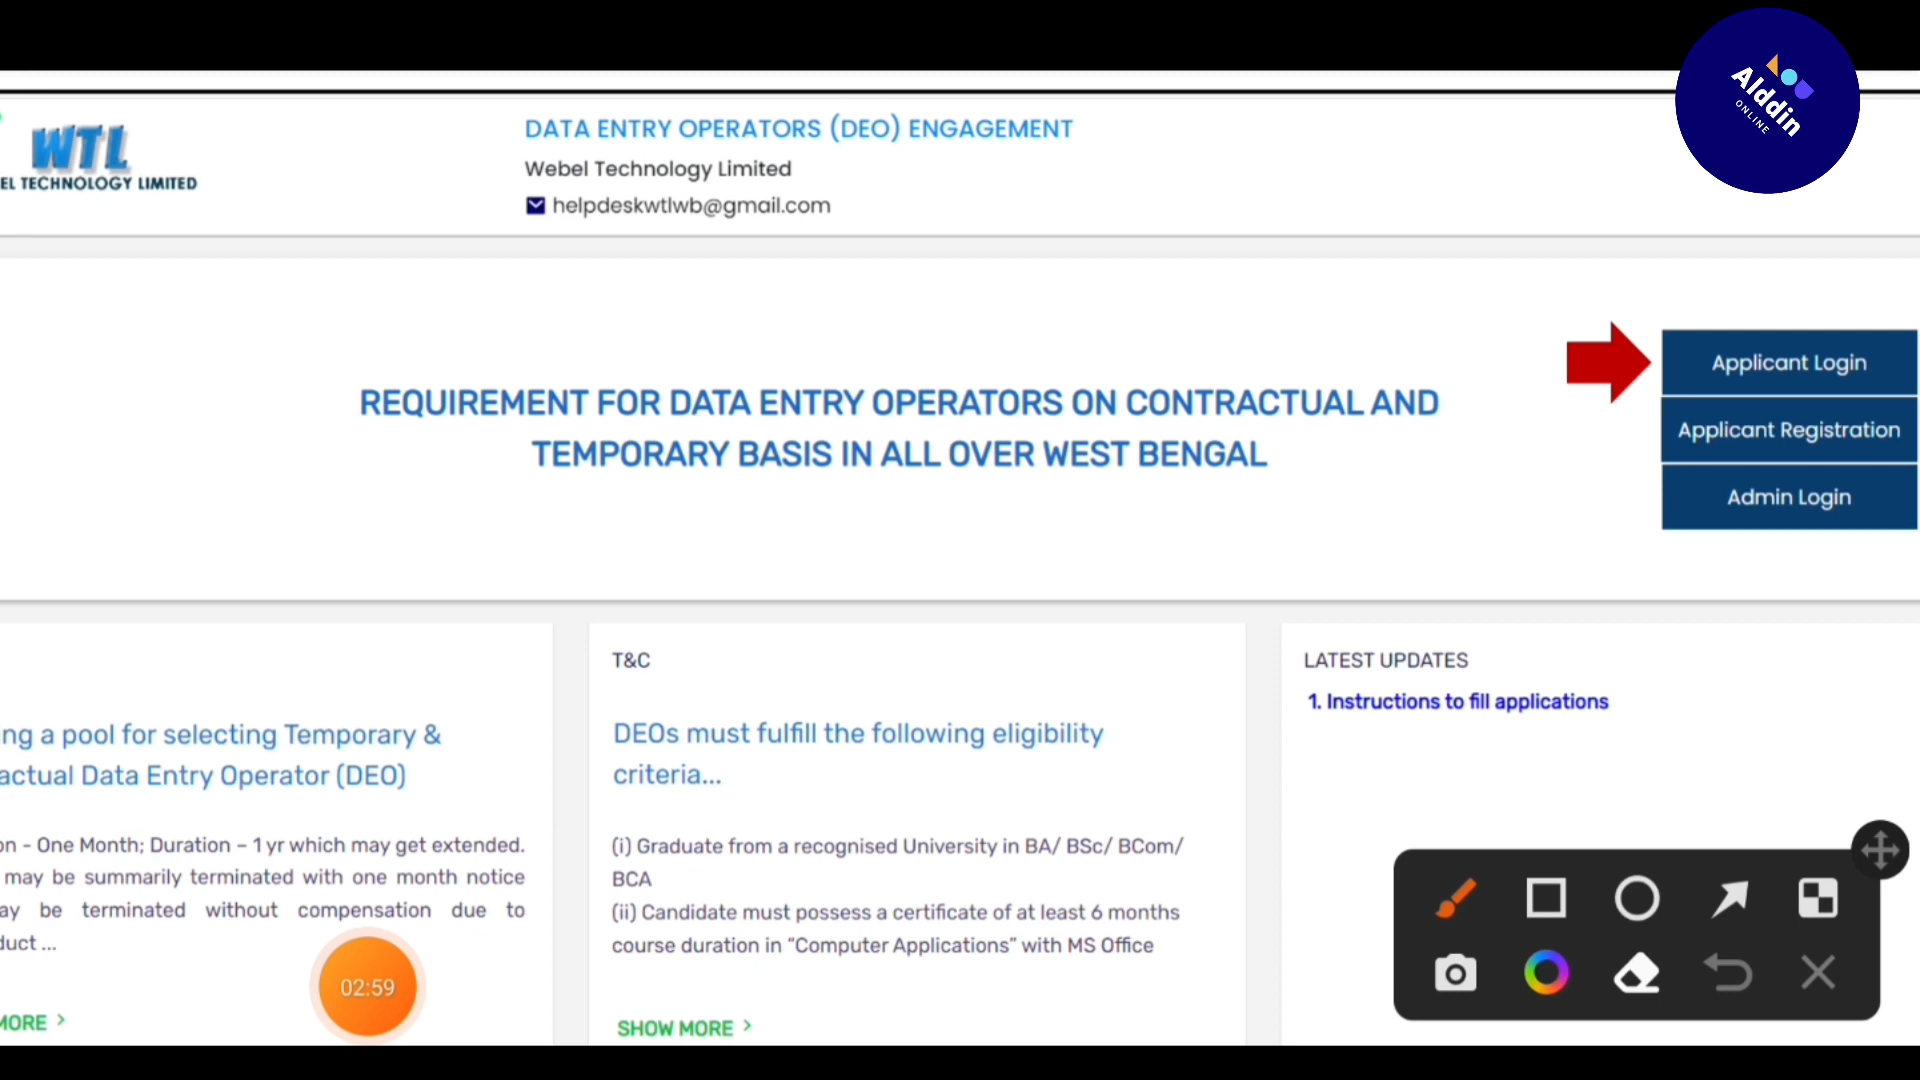 WTL
EL TECHNOLOGY LIMITED
DATA ENTRY OPERATORS (DEO) ENGAGEMENT
Webel Technology Limited
helpdeskwtlwb@gmail.com
Alddin
ONLINE
REQUIREMENT FOR DATA ENTRY OPERATORS ON CONTRACTUAL AND
TEMPORARY BASIS IN ALL OVER WEST BENGAL
Applicant Login
Applicant Registration
Admin Login
ng a pool for selecting Temporary &
actual Data Entry Operator (DEO)
on - One Month; Duration – 1 yr which may get extended.
may be summarily terminated with one month notice
ay be terminated without compensation due to
duct ...
MORE >
02:59
T&C
DEOs must fulfill the following eligibility
criteria...
(i) Graduate from a recognised University in BA/ BSc/ BCom/
BCA
(ii) Candidate must possess a certificate of at least 6 months
course duration in “Computer Applications” with MS Office
SHOW MORE >
LATEST UPDATES
1. Instructions to fill applications